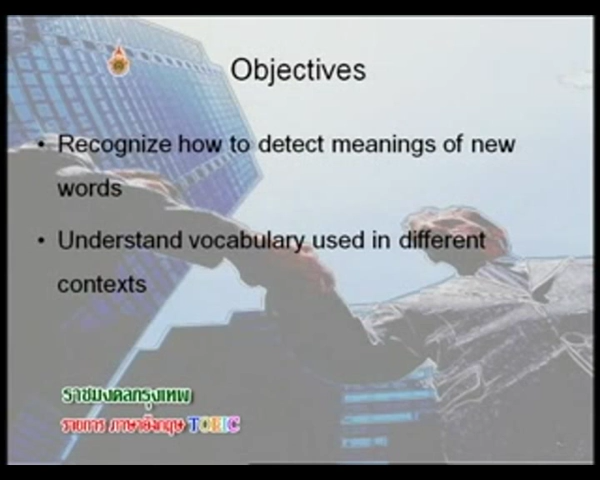 Objectives
• Recognize how to detect meanings of new
words
• Understand vocabulary used in different
contexts
ราชมงคลกรุงเทพ
รายการ ภาษาอังกฤษ TOEIC